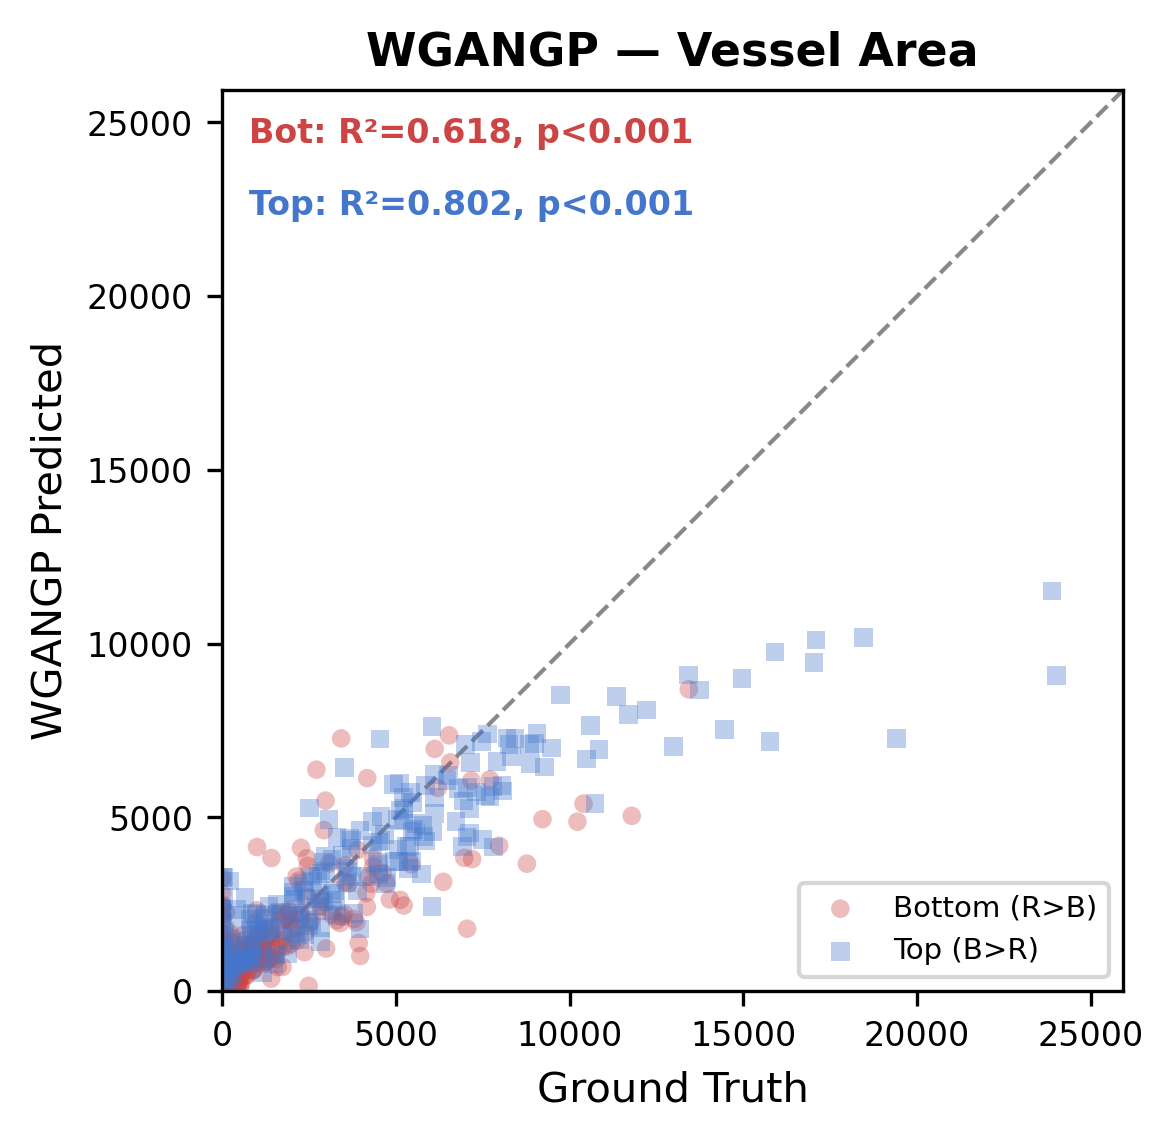 WGANGP — Vessel Area
Bot: R²=0.618, p<0.001
Top: R²=0.802, p<0.001
WGANGP Predicted
25000
20000
15000
10000
5000
0
Bottom (R>B)
Top (B>R)
0 5000 10000 15000 20000 25000
Ground Truth